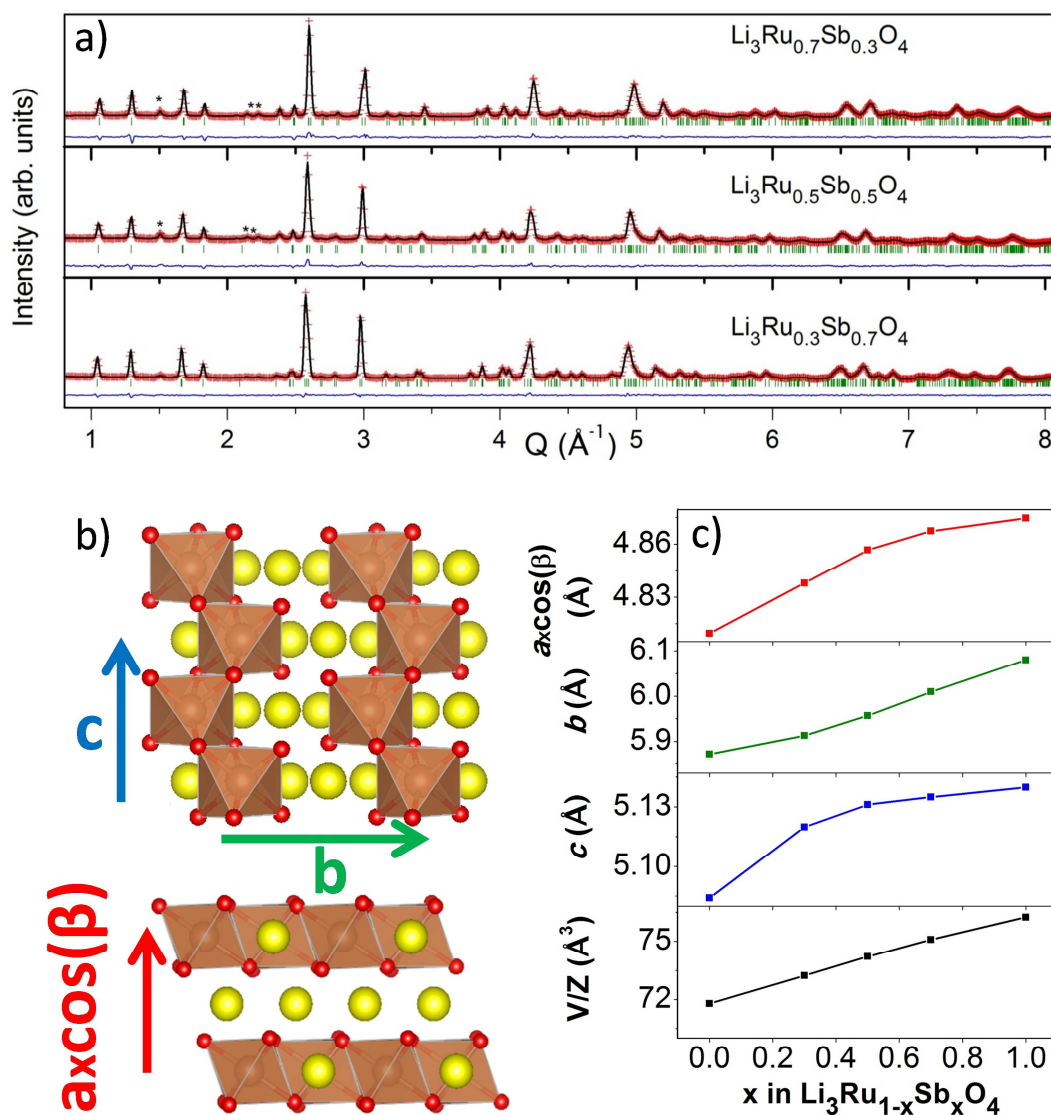 a)
Li₃Ru₀.₇Sb₀.₃O₄
* **
Li₃Ru₀.₅Sb₀.₅O₄
* **
Li₃Ru₀.₃Sb₀.₇O₄
Intensity (arb. units)
1 2 3 4 5 6 7 8
Q (Å⁻¹)
b)
c
b
axcos(β)
c)
axcos(β)
(Å)
4.86
4.83
b (Å)
6.1
6.0
5.9
c (Å)
5.13
5.10
V/Z (Å³)
75
72
0.0 0.2 0.4 0.6 0.8 1.0
x in Li₃Ru₁₋ₓSbₓO₄